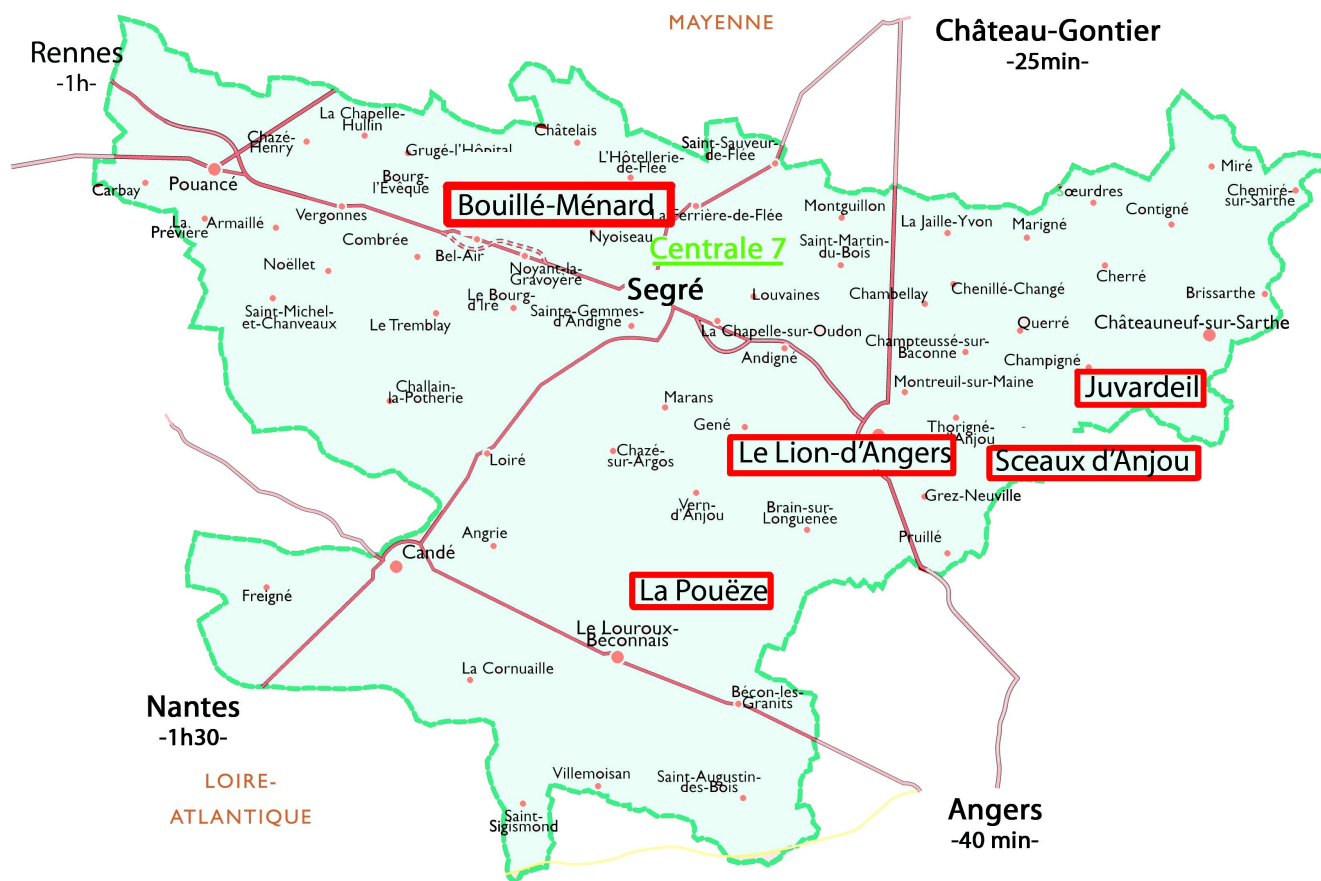 MAYENNE
Château-Gontier
-25min-
Rennes
-1h-
La Chapelle-
Hullin
Chazé-
Henry
Grugé-l'Hôpital
Châtelais
Saint-Sauveur-
de-Flée
L'Hôtellerie-
de-Flée
Miré
Pouancé
Bourg-
l'Evêque
Carbay
Chemiré-
sur-Sarthe
Sœurdres
Bouillé-Ménard
La Ferrière-de-Flée
Montguillon
Contigné
La
Prévière
Armaillé
Vergonnes
La Jaille-Yvon
Marigné
Nyoiseau
Combrée
Bel-Air
Centrale 7
Saint-Martin-
du-Bois
Noëllet
Noyant-la-
Gravoyère
Cherré
Segré
Le Bourg-
d'Iré
Louvaines
Chambellay
Chenillé-Changé
Brissarthe
Saint-Michel-
et-Chanveaux
Le Tremblay
Sainte-Gemmes-
d'Andigné
La Chapelle-sur-Oudon
Querré
Châteauneuf-sur-Sarthe
Andigné
Champteussé-sur-
Baconne
Champigné
Challain-
la-Potherie
Montreuil-sur-Maine
Juvardeil
Marans
Gené
Thorigné-
d'Anjou
Loiré
Chazé-
sur-Argos
Le Lion-d'Angers
Sceaux d'Anjou
Vern-
d'Anjou
Brain-sur-
Longuenée
Grez-Neuville
Angrie
Pruillé
Candé
Freigné
La Pouëze
Le Louroux-
Béconnais
La Cornuaille
Bécon-les-
Granits
Nantes
-1h30-
LOIRE-
ATLANTIQUE
Villemoisan
Saint-Augustin-
des-Bois
Saint-
Sigismond
Angers
-40 min-